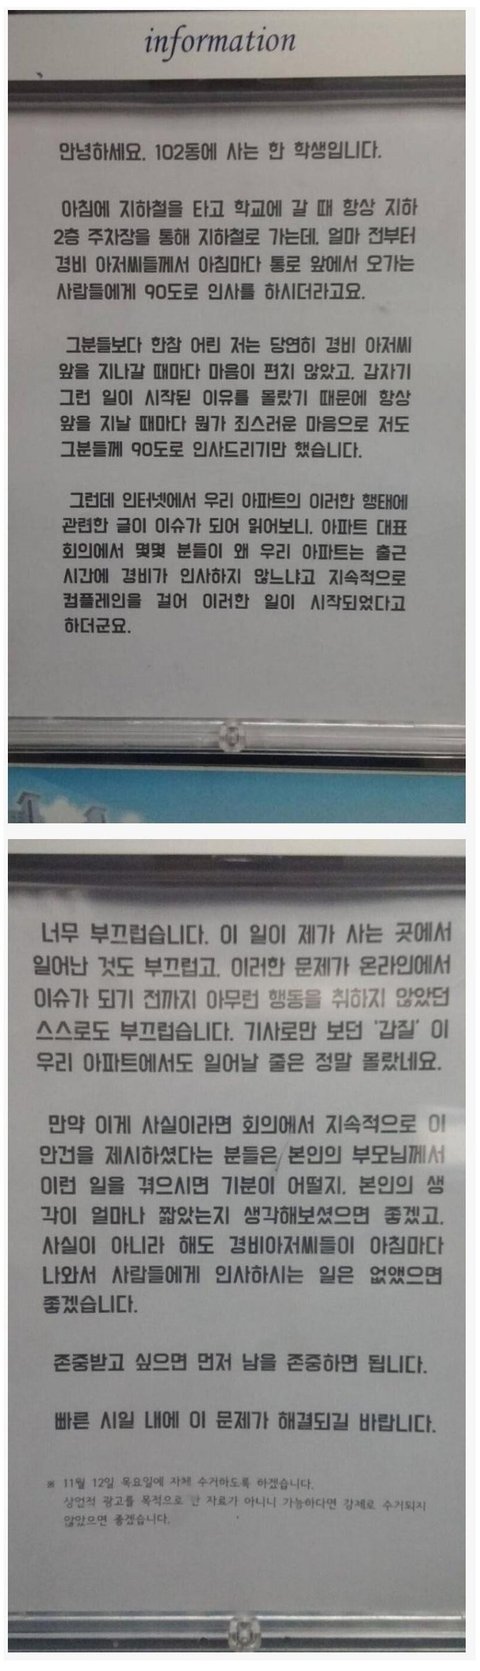 information
안녕하세요. 102동에 사는 한 학생입니다.
아침에 지하철을 타고 학교에 갈 때 항상 지하
2층 주차장을 통해 지하철로 가는데, 얼마 전부터
경비 아저씨들께서 아침마다 통로 앞에서 오가는
사람들에게 90도로 인사를 하시더라고요.
그분들보다 한참 어린 저는 당연히 경비 아저씨
앞을 지나갈 때마다 마음이 편치 않았고, 갑자기
그런 일이 시작된 이유를 몰랐기 때문에 항상
앞을 지날 때마다 뭔가 죄스러운 마음으로 저도
그분들께 90도로 인사드리기만 했습니다.
그런데 인터넷에서 우리 아파트의 이러한 행태에
관련한 글이 이슈가 되어 읽어보니, 아파트 대표
회의에서 몇몇 분들이 왜 우리 아파트는 출근
시간에 경비가 인사하지 않느냐고 지속적으로
컴플레인을 걸어 이러한 일이 시작되었다고
하더군요.
너무 부끄럽습니다. 이 일이 제가 사는 곳에서
일어난 것도 부끄럽고, 이러한 문제가 온라인에서
이슈가 되기 전까지 아무런 행동을 취하지 않았던
스스로도 부끄럽습니다. 기사로만 보던 '갑질' 이
우리 아파트에서도 일어날 줄은 정말 몰랐네요.
만약 이게 사실이라면 회의에서 지속적으로 이
안건을 제시하셨다는 분들은 본인의 부모님께서
이런 일을 겪으시면 기분이 어떨지, 본인의 생
각이 얼마나 짧았는지 생각해보셨으면 좋겠고,
사실이 아니라 해도 경비아저씨들이 아침마다
나와서 사람들에게 인사하시는 일은 없앴으면
좋겠습니다.
존중받고 싶으면 먼저 남을 존중하면 됩니다.
빠른 시일 내에 이 문제가 해결되길 바랍니다.
※ 11월 12일 목요일에 자체 수거하도록 하겠습니다.
상업적 광고를 목적으로 한 자료가 아니니 가능하다면 강제로 수거되지
않았으면 좋겠습니다.